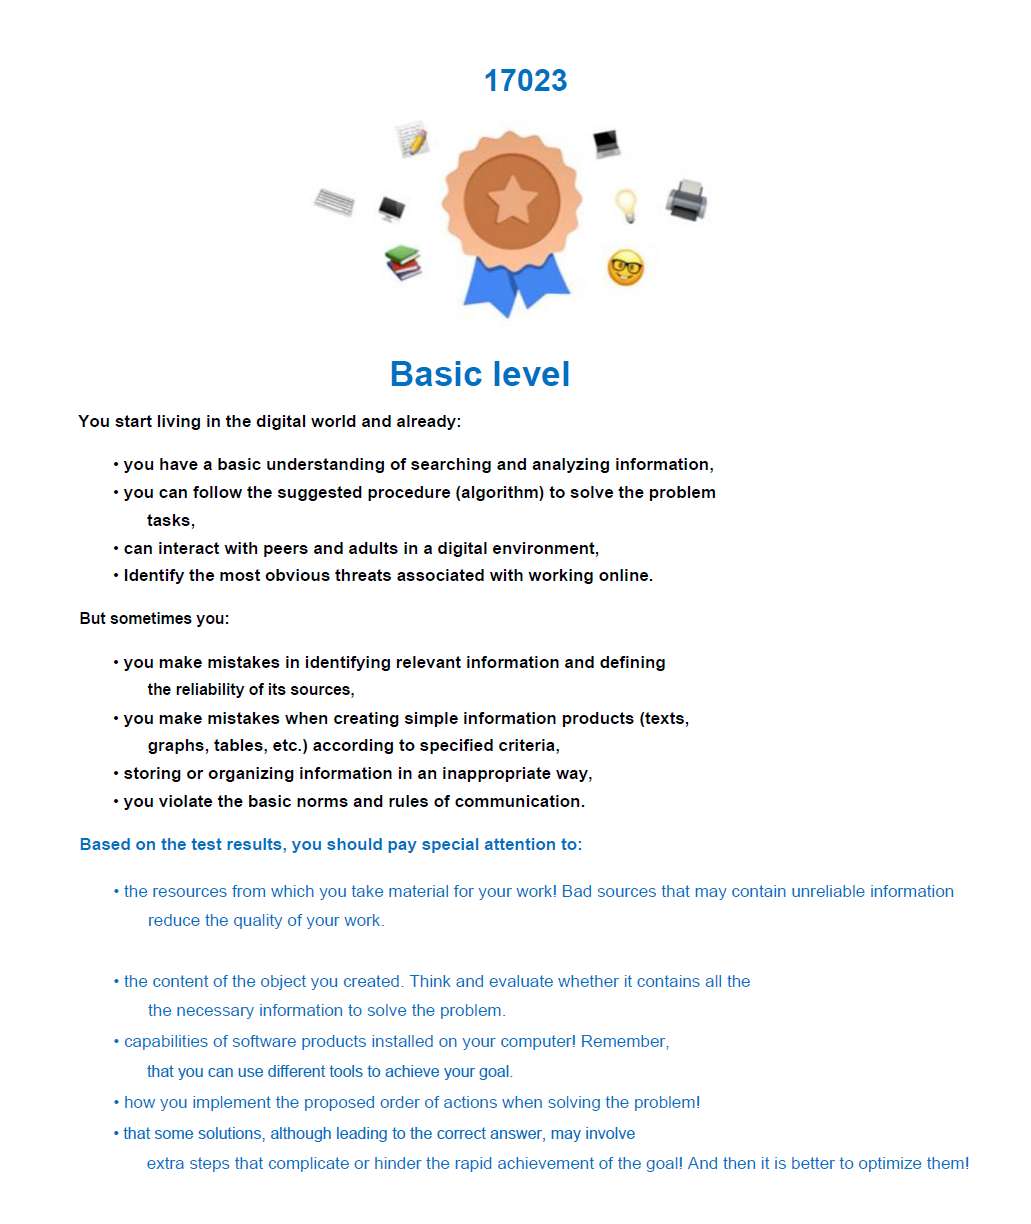 17023
Basic level
You start living in the digital world and already:
• you have a basic understanding of searching and analyzing information,
• you can follow the suggested procedure (algorithm) to solve the problem
tasks,
• can interact with peers and adults in a digital environment,
• Identify the most obvious threats associated with working online.
But sometimes you:
• you make mistakes in identifying relevant information and defining
the reliability of its sources,
• you make mistakes when creating simple information products (texts,
graphs, tables, etc.) according to specified criteria,
• storing or organizing information in an inappropriate way,
• you violate the basic norms and rules of communication.
Based on the test results, you should pay special attention to:
• the resources from which you take material for your work! Bad sources that may contain unreliable information
reduce the quality of your work.
• the content of the object you created. Think and evaluate whether it contains all the
the necessary information to solve the problem.
• capabilities of software products installed on your computer! Remember,
that you can use different tools to achieve your goal.
• how you implement the proposed order of actions when solving the problem!
• that some solutions, although leading to the correct answer, may involve
extra steps that complicate or hinder the rapid achievement of the goal! And then it is better to optimize them!